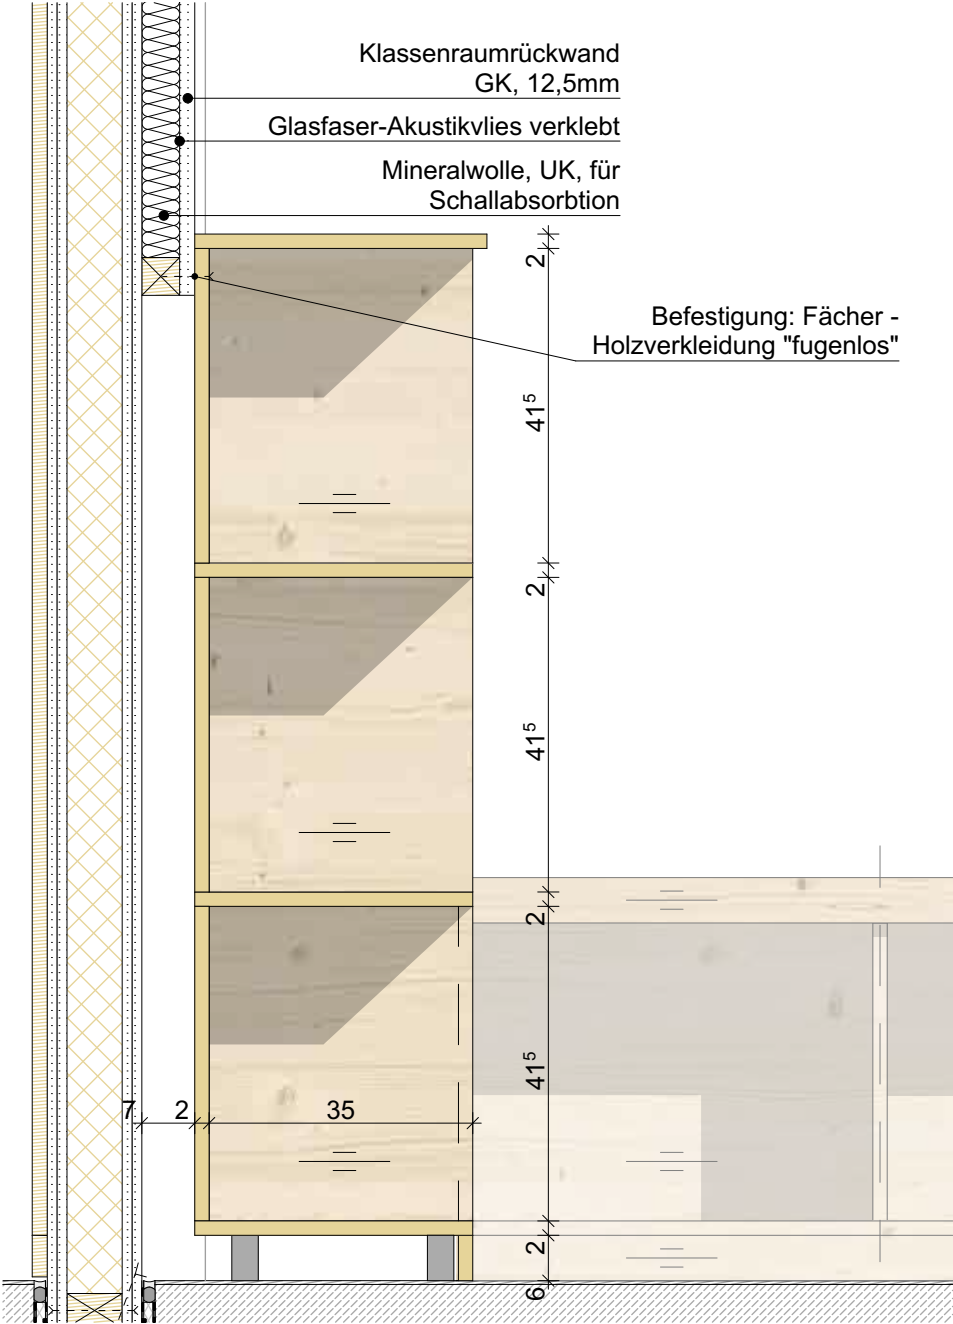 Klassenraumrückwand
GK, 12,5mm
Glasfaser-Akustikvlies verklebt
Mineralwolle, UK, für
Schallabsorbtion
Befestigung: Fächer -
Holzverkleidung "fugenlos"
2
41⁵
2
41⁵
2
41⁵
7 2 35
2
6